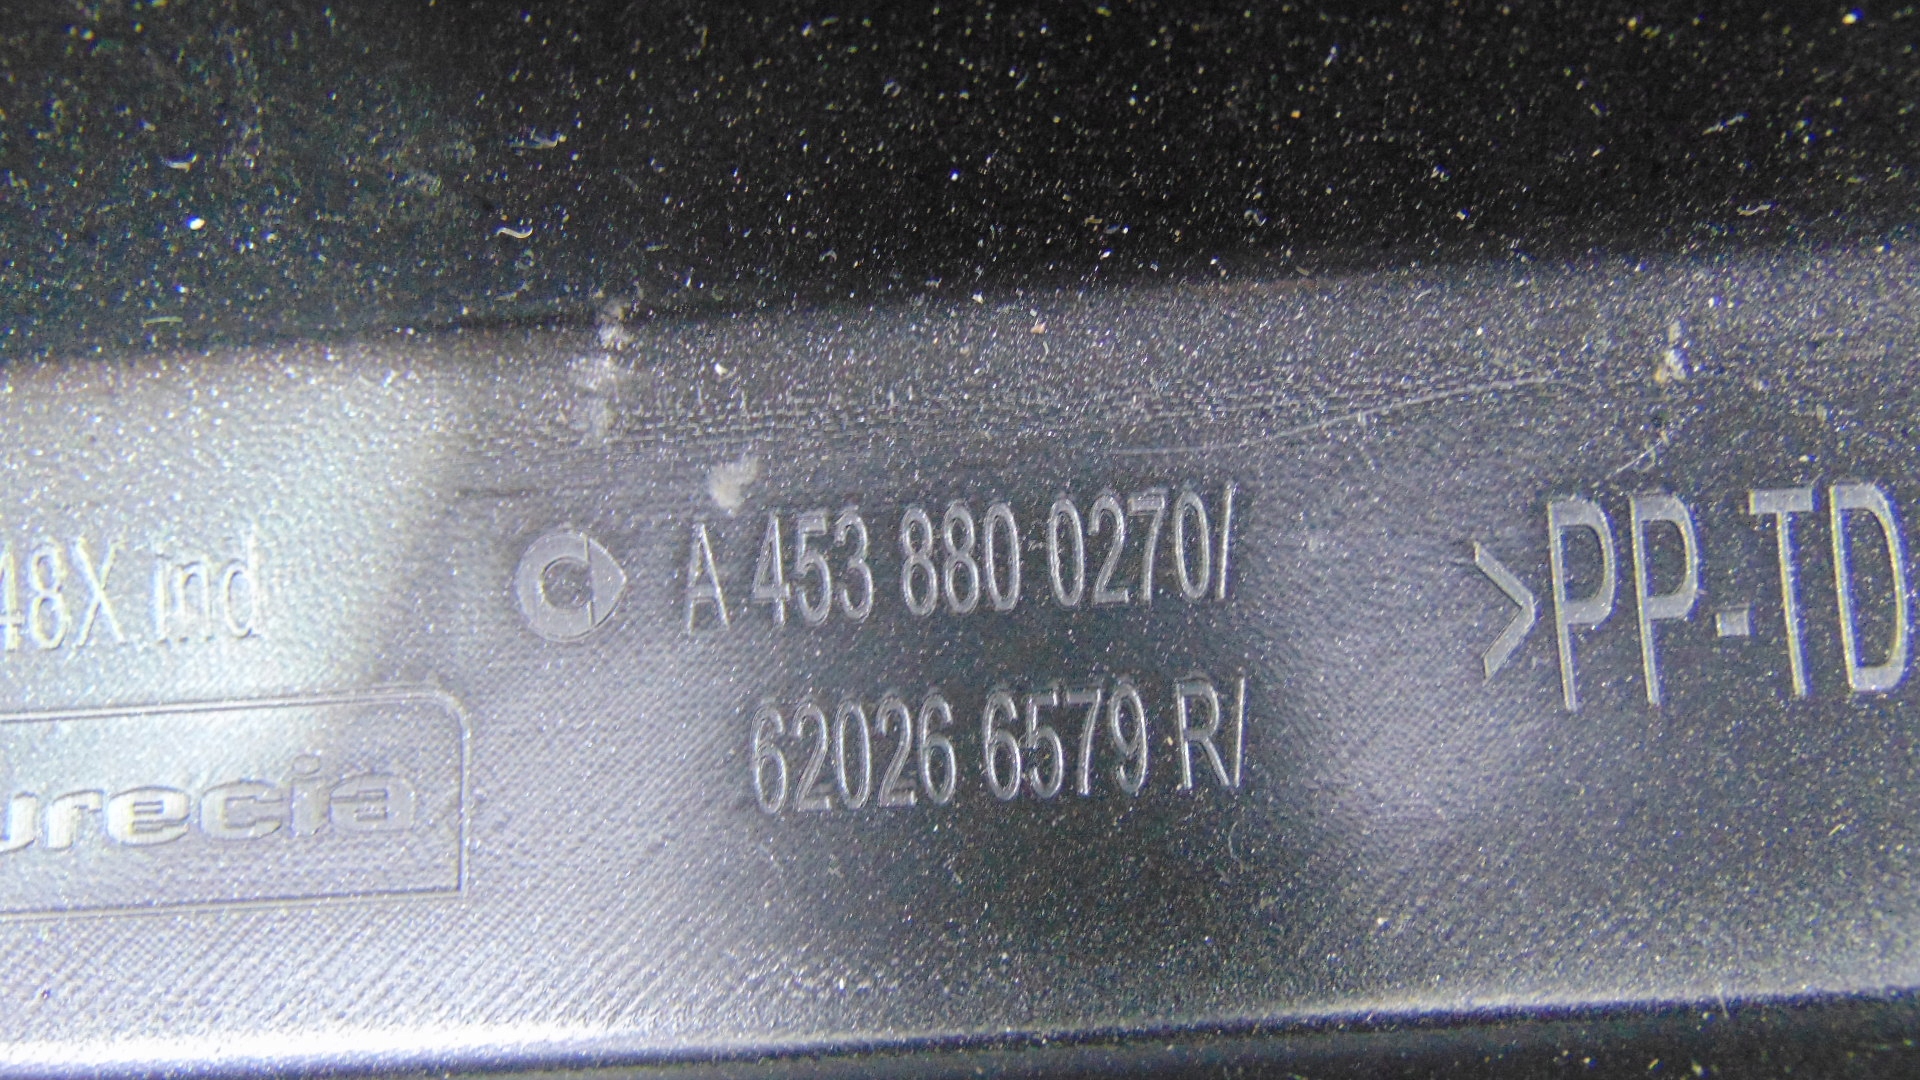 48X.ind
A 453 880 0270/
62026 6579 R/
>PP-TD
urecia